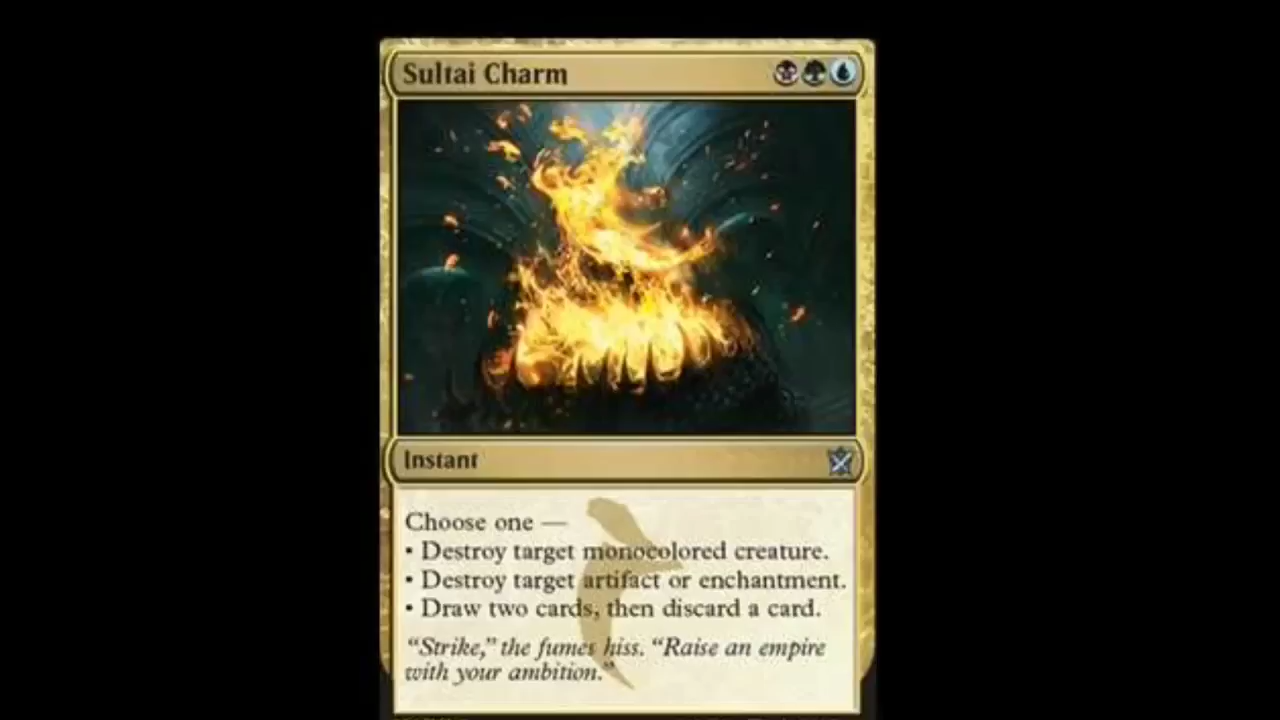 Sultai Charm
Instant
Choose one —
• Destroy target monocolored creature.
• Destroy target artifact or enchantment.
• Draw two cards, then discard a card.
“Strike,” the fumes hiss. “Raise an empire
with your ambition.”